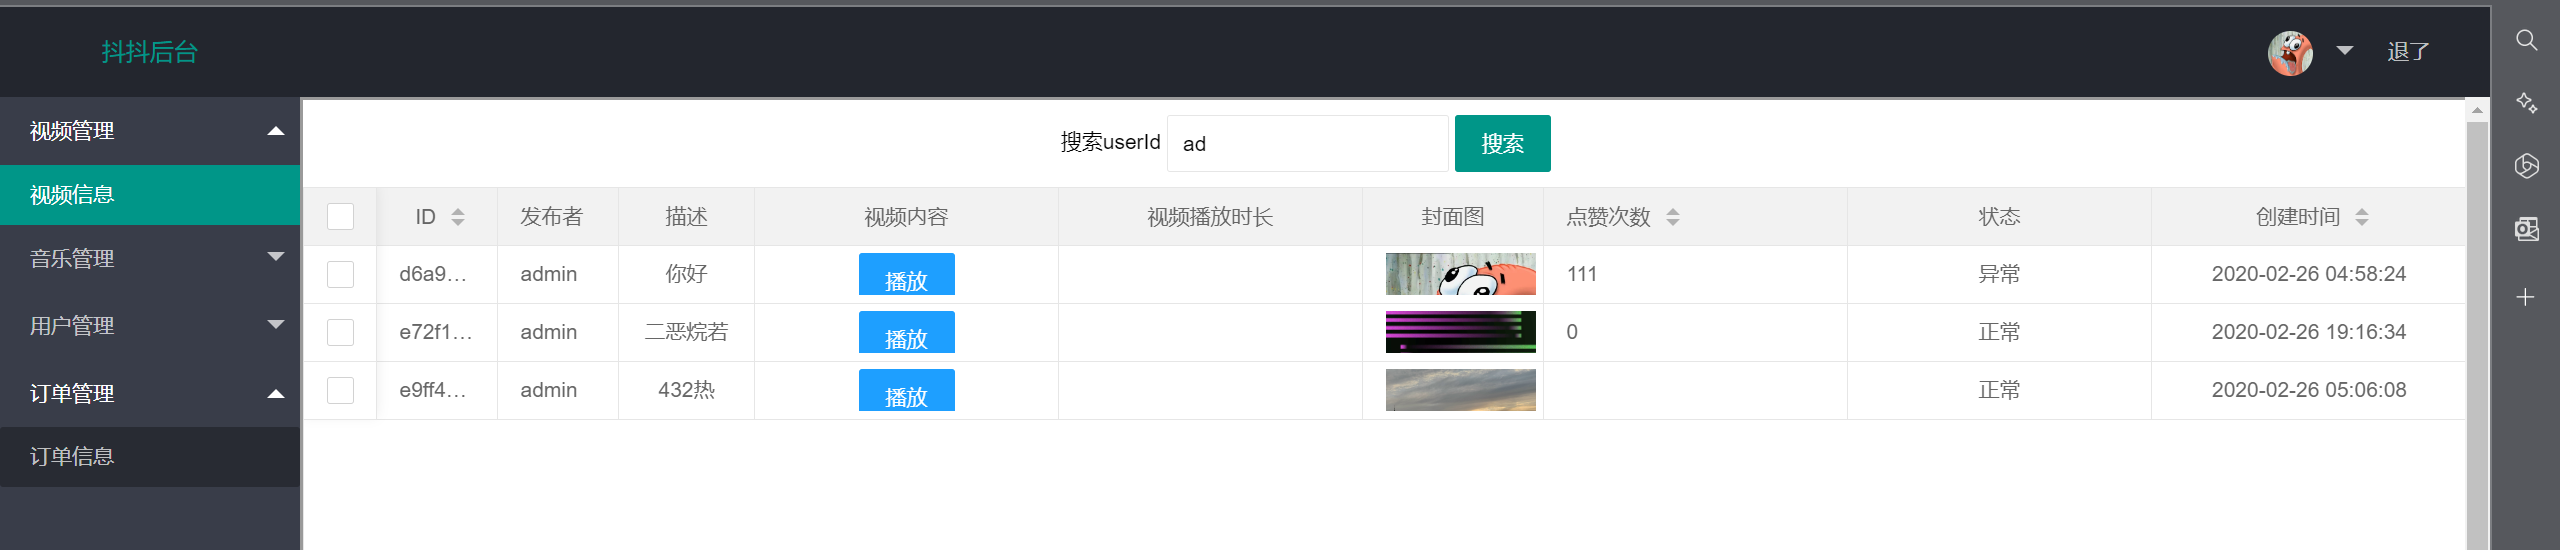 抖抖后台
退了
视频管理
视频信息
音乐管理
用户管理
订单管理
订单信息
搜索userId ad 搜索
ID 发布者 描述 视频内容 视频播放时长 封面图 点赞次数 状态 创建时间
d6a9... admin 你好 播放 111 异常 2020-02-26 04:58:24
e72f1... admin 二恶烷若 播放 0 正常 2020-02-26 19:16:34
e9ff4... admin 432热 播放 正常 2020-02-26 05:06:08